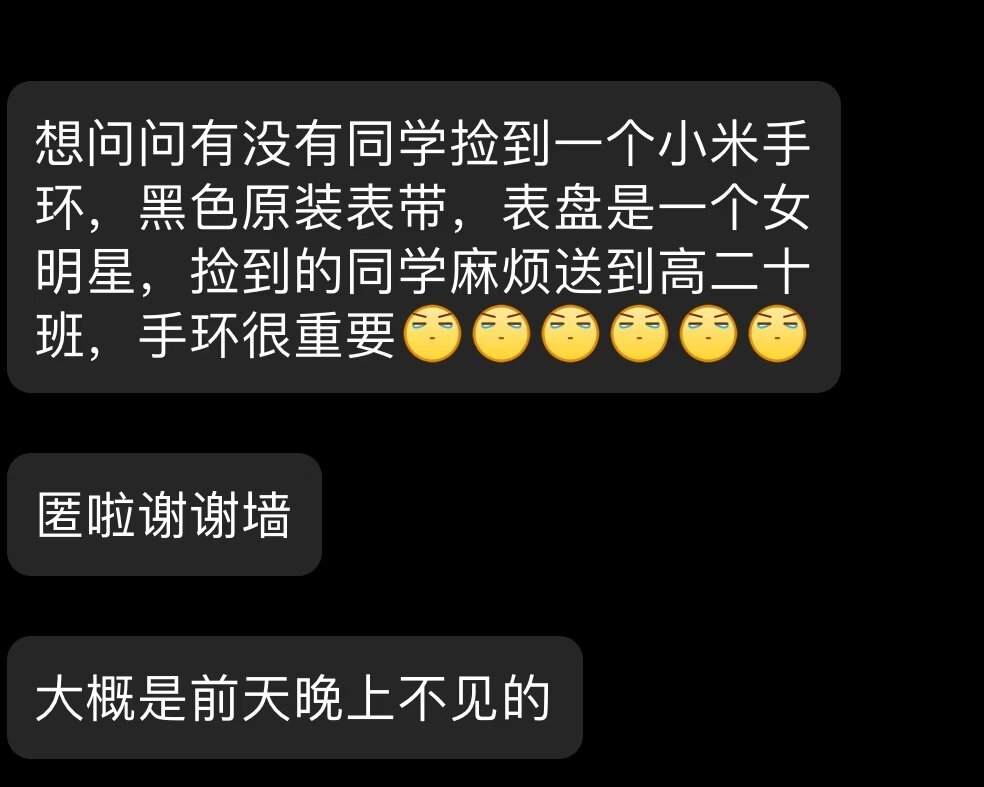 想问问有没有同学捡到一个小米手
环，黑色原装表带，表盘是一个女
明星，捡到的同学麻烦送到高二十
班，手环很重要
匿啦谢谢墙
大概是前天晚上不见的